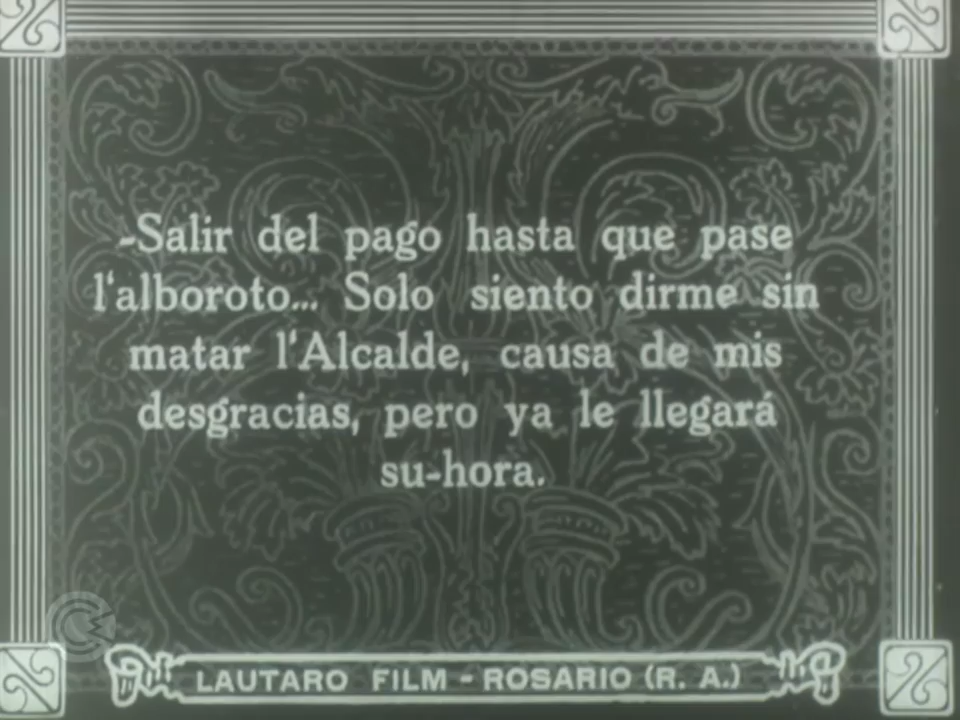 -Salir del pago hasta que pase
l'alboroto... Solo siento dirme sin
matar l'Alcalde, causa de mis
desgracias, pero ya le llegará
su-hora.
LAUTARO FILM - ROSARIO (R. A.)